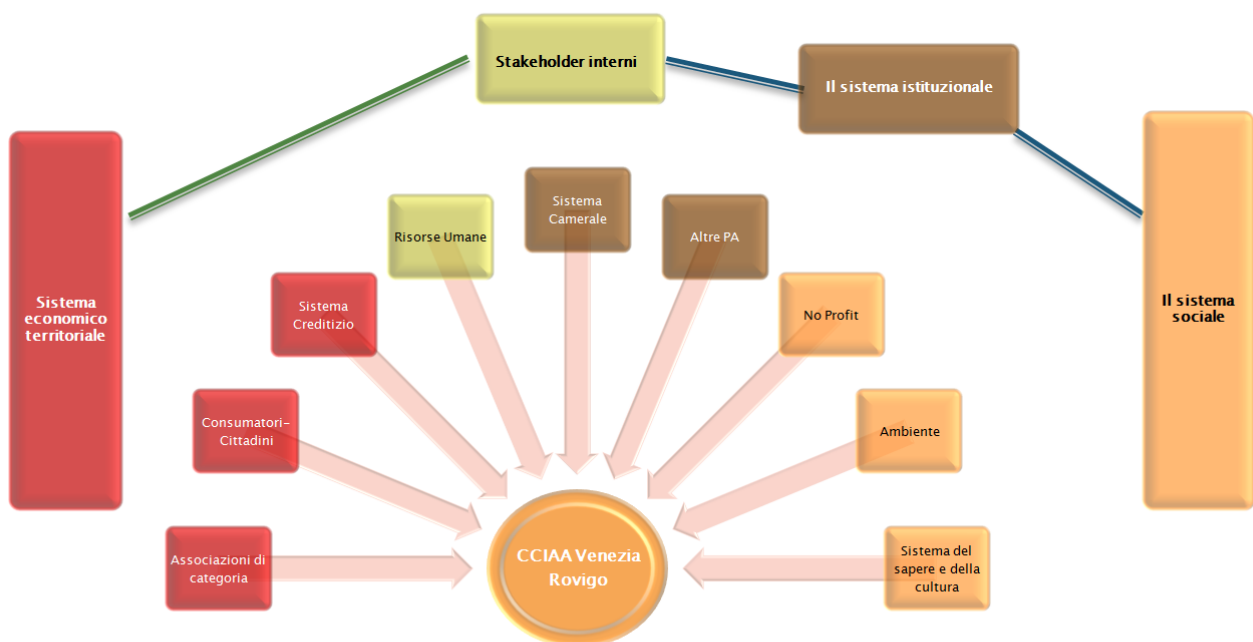 Stakeholder interni
Il sistema istituzionale
Sistema
economico
territoriale
Il sistema
sociale
Sistema
Camerale
Risorse Umane
Altre PA
Sistema
Creditizio
No Profit
Consumatori-
Cittadini
Ambiente
Associazioni di
categoria
CCIAA Venezia
Rovigo
Sistema del
sapere e della
cultura